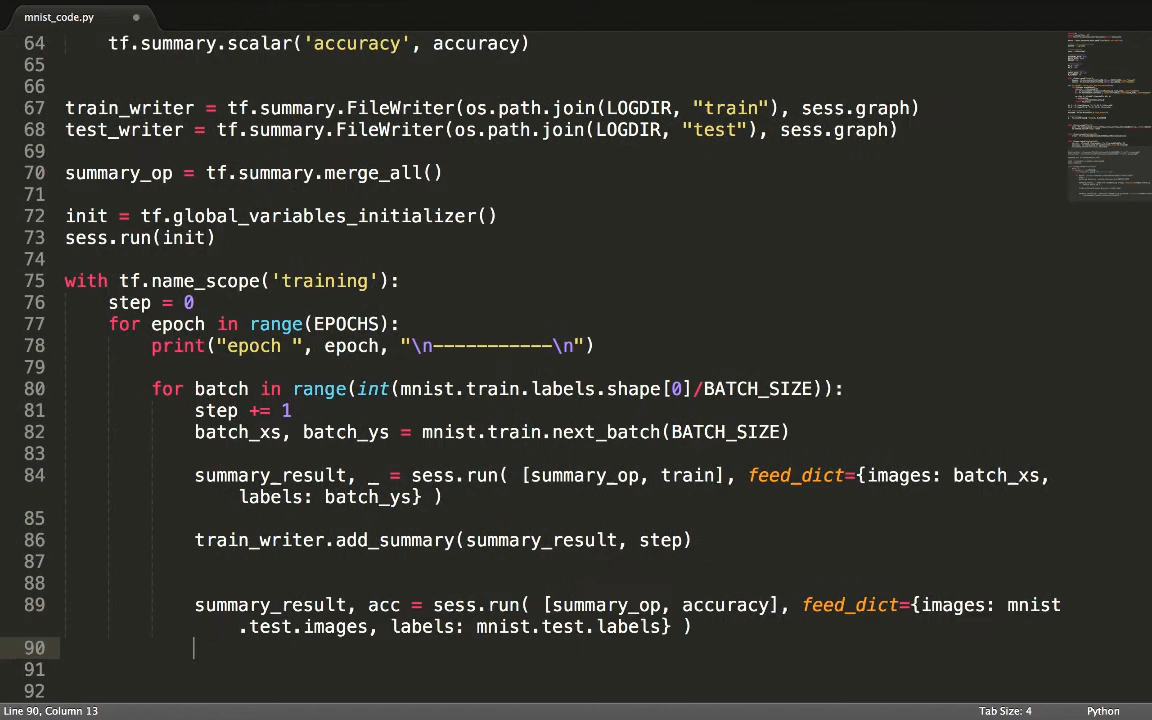 mnist_code.py
64 tf.summary.scalar('accuracy', accuracy)
65
66
67 train_writer = tf.summary.FileWriter(os.path.join(LOGDIR, "train"), sess.graph)
68 test_writer = tf.summary.FileWriter(os.path.join(LOGDIR, "test"), sess.graph)
69
70 summary_op = tf.summary.merge_all()
71
72 init = tf.global_variables_initializer()
73 sess.run(init)
74
75 with tf.name_scope('training'):
76 step = 0
77 for epoch in range(EPOCHS):
78 print("epoch ", epoch, "\n-----------\n")
79
80 for batch in range(int(mnist.train.labels.shape[0]/BATCH_SIZE)):
81 step += 1
82 batch_xs, batch_ys = mnist.train.next_batch(BATCH_SIZE)
83
84 summary_result, _ = sess.run( [summary_op, train], feed_dict={images: batch_xs,
labels: batch_ys} )
85
86 train_writer.add_summary(summary_result, step)
87
88
89 summary_result, acc = sess.run( [summary_op, accuracy], feed_dict={images: mnist
.test.images, labels: mnist.test.labels} )
90
91
92
Line 90, Column 13 Tab Size: 4 Python